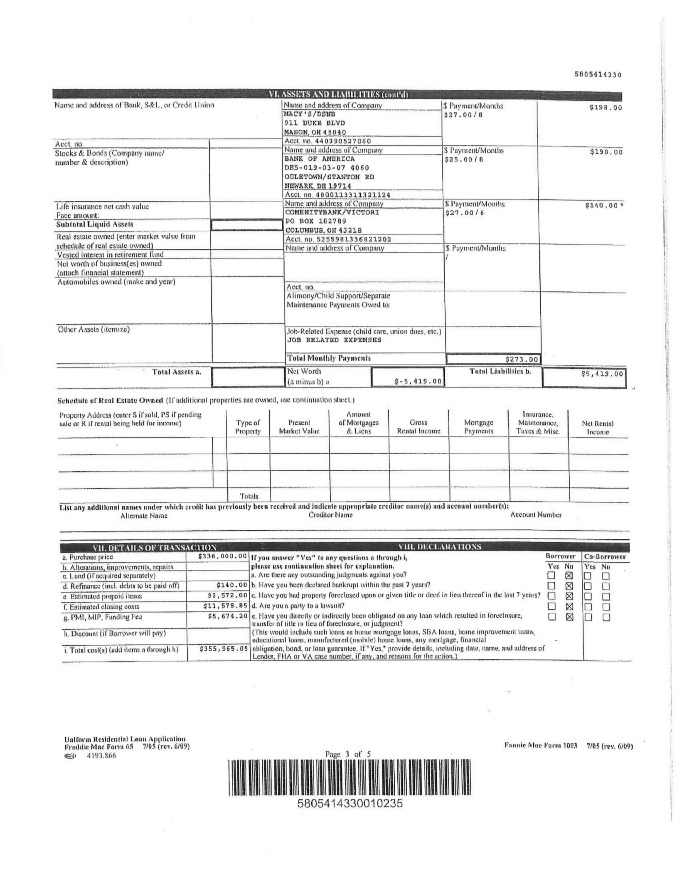 5805414330
VI. ASSETS AND LIABILITIES (cont'd)
Name and address of Bank, S&L, or Credit Union
Name and address of Company
$ Payment/Months
$198.00
MACY'S/DSNB
$27.00/8
911 DUKE BLVD
MASON, OH 45040
Acct. no.
Acct. no. 440390527060
Stocks & Bonds (Company name/
number & description)
Name and address of Company
$ Payment/Months
$190.00
BANK OF AMERICA
$25.00/8
DE5-019-03-07 4060
OGLETOWN/STANTON RD
NEWARK, DE 19714
Acct. no. 4800113311321124
Life insurance net cash value
Face amount:
Name and address of Company
$ Payment/Months
$140.00 *
COMENITYBANK/VICTORI
$27.00/6
Subtotal Liquid Assets
PO BOX 182789
COLUMBUS, OH 43218
Real estate owned (enter market value from
schedule of real estate owned)
Acct. no. 5255981336821202
Name and address of Company
$ Payment/Months
/
Vested interest in retirement fund
Net worth of business(es) owned
(attach financial statement)
Automobiles owned (make and year)
Acct. no.
Alimony/Child Support/Separate
Maintenance Payments Owed to:
Other Assets (itemize)
Job-Related Expense (child care, union dues, etc.)
JOB RELATED EXPENSES
Total Monthly Payments
$273.00
Total Assets a.
Net Worth
(a minus b) =
$-5,419.00
Total Liabilities b.
$5,419.00
Schedule of Real Estate Owned (If additional properties are owned, use continuation sheet.)
Property Address (enter S if sold, PS if pending
sale or R if rental being held for income)
Type of
Property
Present
Market Value
Amount
of Mortgages
& Liens
Gross
Rental Income
Mortgage
Payments
Insurance,
Maintenance,
Taxes & Misc.
Net Rental
Income
Totals
List any additional names under which credit has previously been received and indicate appropriate creditor name(s) and account number(s):
Alternate Name
Creditor Name
Account Number
VII. DETAILS OF TRANSACTION
VIII. DECLARATIONS
a. Purchase price
$336,000.00
b. Alterations, improvements, repairs
c. Land (if acquired separately)
d. Refinance (incl. debts to be paid off)
$140.00
e. Estimated prepaid items
$2,572.00
f. Estimated closing costs
$11,578.85
g. PMI, MIP, Funding Fee
$5,674.20
h. Discount (if Borrower will pay)
i. Total cost(s) (add items a through h)
$355,965.05
If you answer "Yes" to any questions a through i,
please use continuation sheet for explanation.
Borrower
Co-Borrower
Yes No
Yes No
a. Are there any outstanding judgments against you?
b. Have you been declared bankrupt within the past 7 years?
c. Have you had property foreclosed upon or given title or deed in lieu thereof in the last 7 years?
d. Are you a party to a lawsuit?
e. Have you directly or indirectly been obligated on any loan which resulted in foreclosure,
transfer of title in lieu of foreclosure, or judgment?
(This would include such loans as home mortgage loans, SBA loans, home improvement loans,
educational loans, manufactured (mobile) home loans, any mortgage, financial
obligation, bond, or loan guarantee. If "Yes," provide details, including date, name, and address of
Lender, FHA or VA case number, if any, and reasons for the action.)
Uniform Residential Loan Application
Freddie Mac Form 65 7/05 (rev. 6/09)
4193.866
Page 3 of 5
Fannie Mae Form 1003 7/05 (rev. 6/09)
5805414330010235